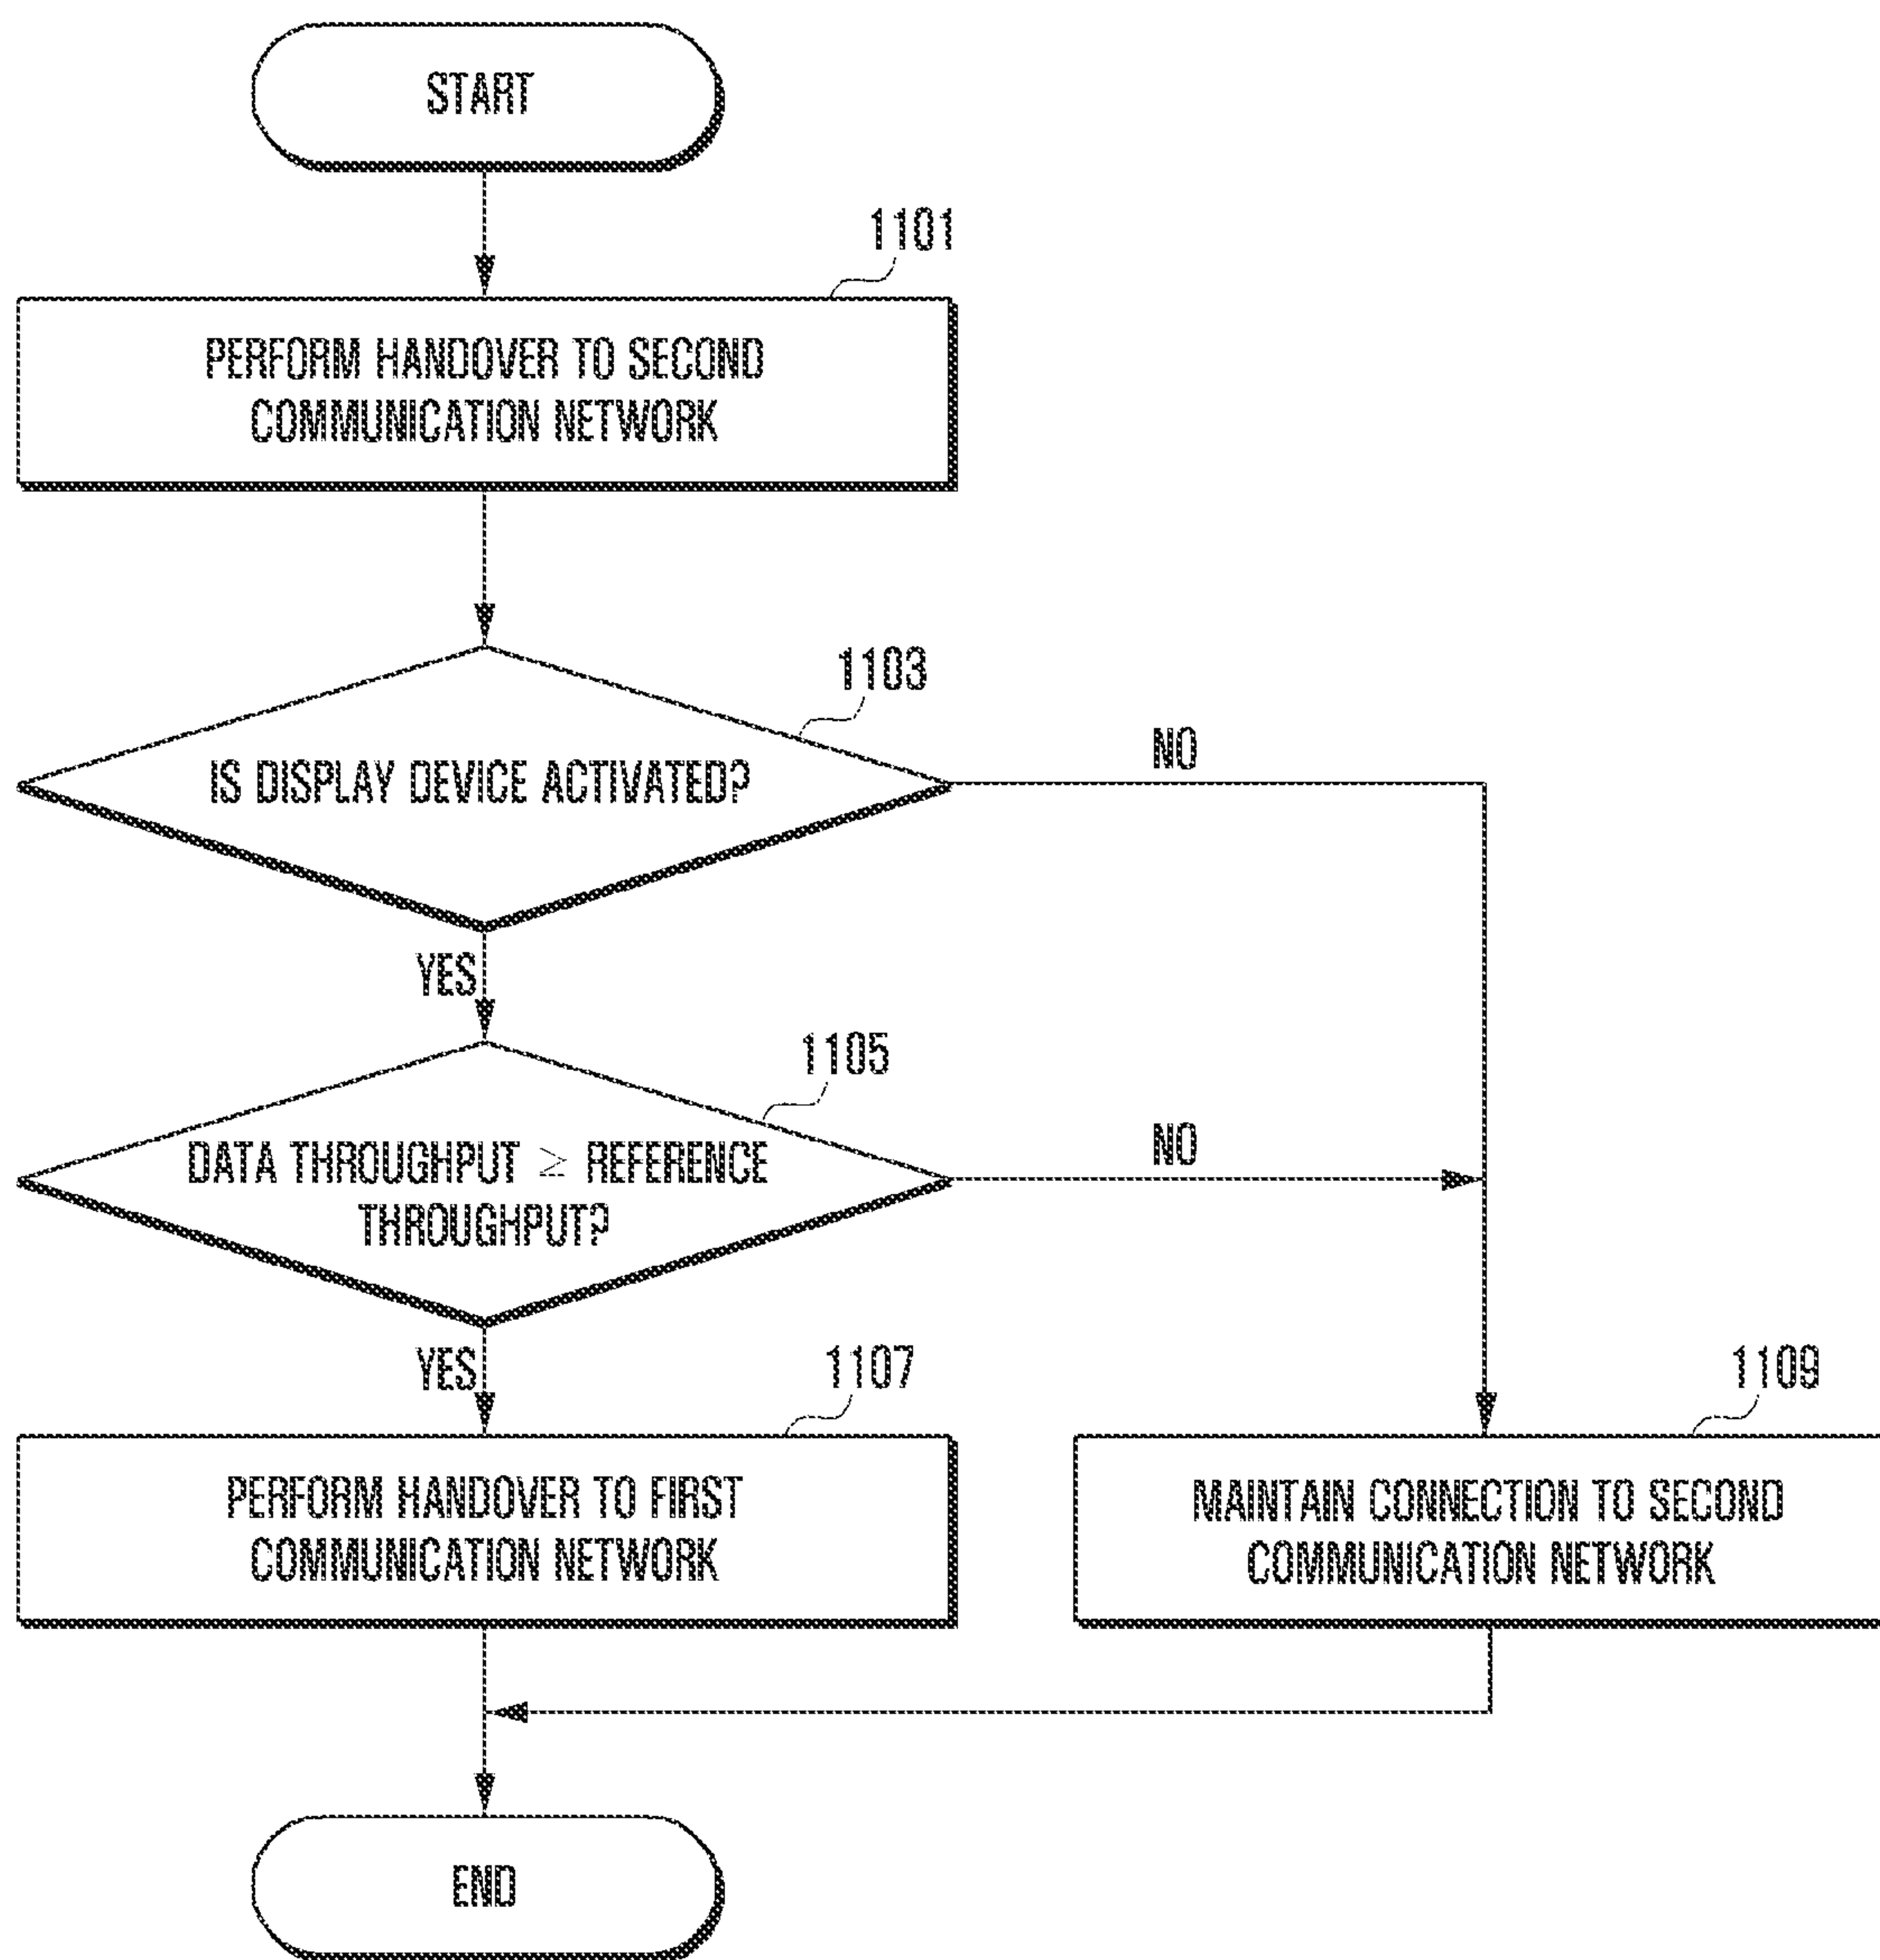 START
1101
PERFORM HANDOVER TO SECOND
COMMUNICATION NETWORK
1103
IS DISPLAY DEVICE ACTIVATED?
NO
YES
1105
DATA THROUGHPUT ≥ REFERENCE
THROUGHPUT?
NO
YES
1107
PERFORM HANDOVER TO FIRST
COMMUNICATION NETWORK
1109
MAINTAIN CONNECTION TO SECOND
COMMUNICATION NETWORK
END